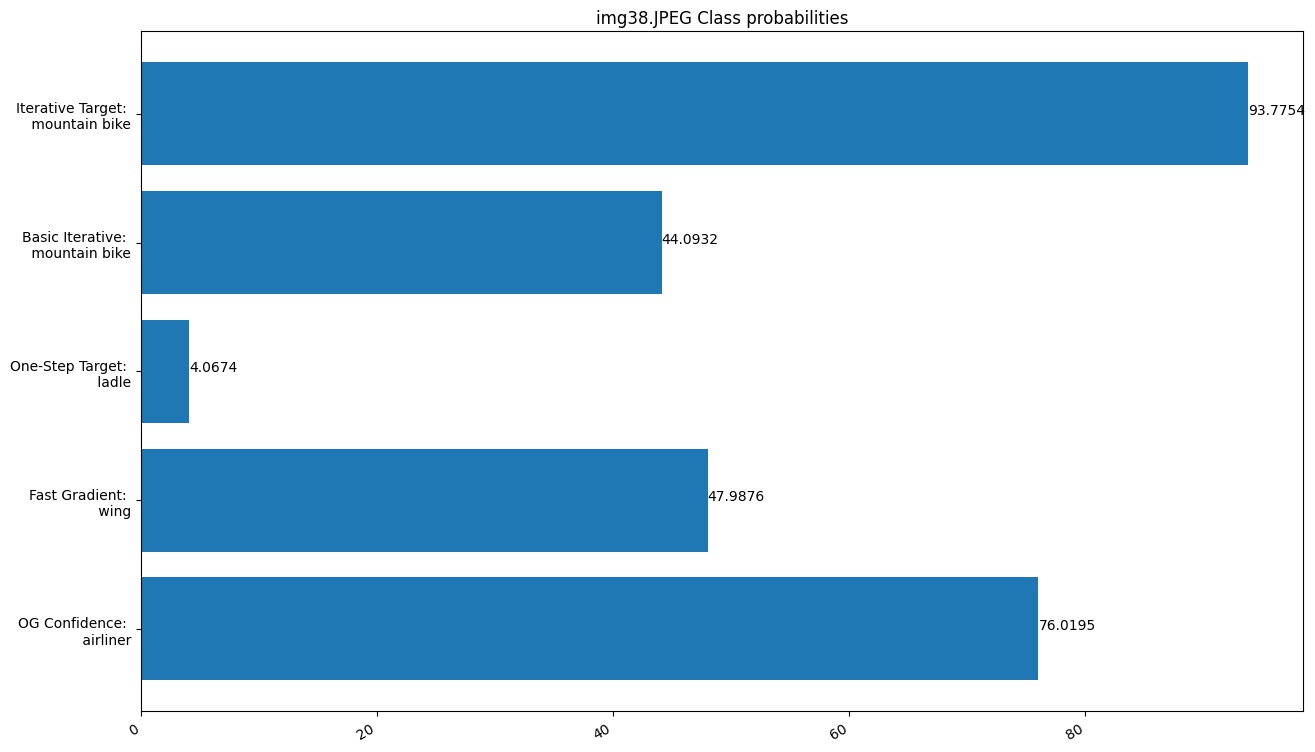 img38.JPEG Class probabilities
Iterative Target:
mountain bike
93.7754
Basic Iterative:
mountain bike
44.0932
One-Step Target:
ladle
4.0674
Fast Gradient:
wing
47.9876
OG Confidence:
airliner
76.0195
0
20
40
60
80